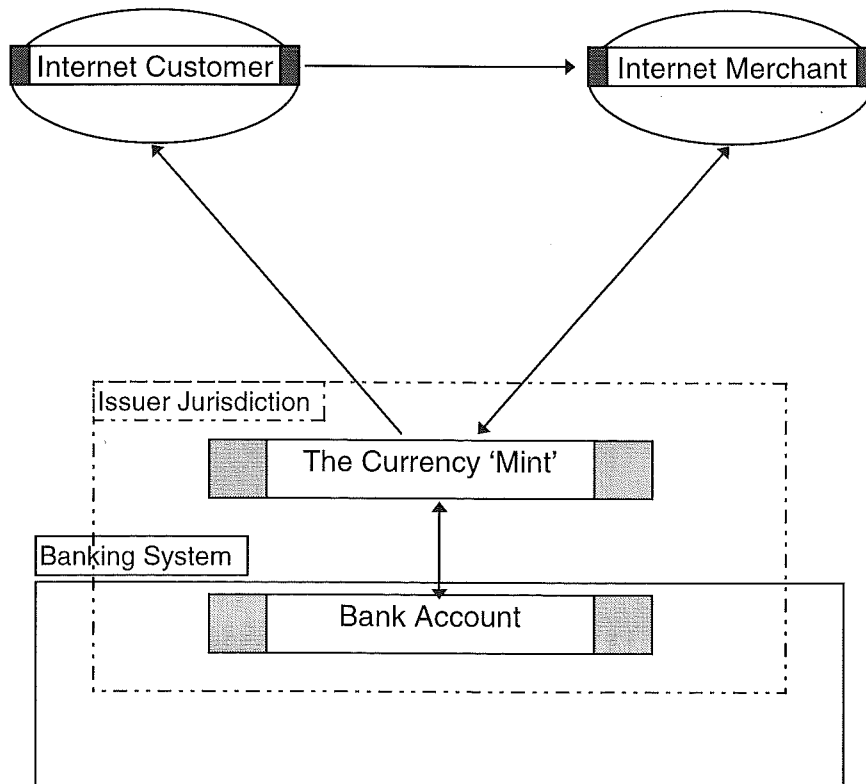 Internet Customer
Internet Merchant
Issuer Jurisdiction
The Currency ‘Mint’
Banking System
Bank Account